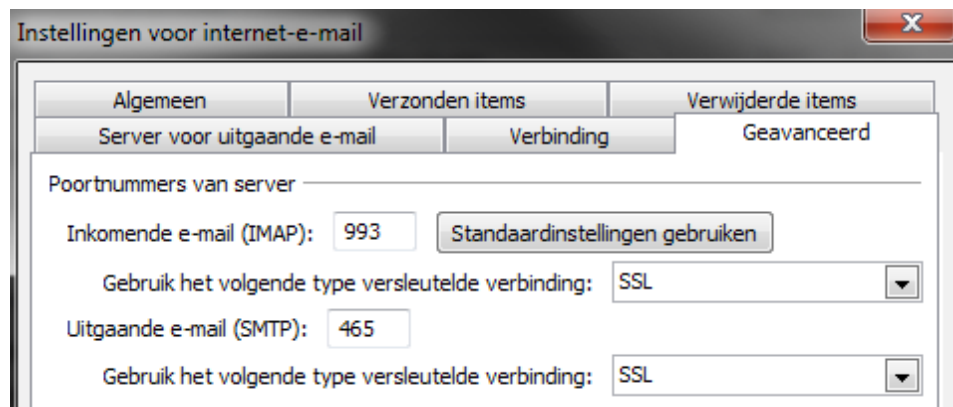 Instellingen voor internet-e-mail
Algemeen Verzonden items Verwijderde items
Server voor uitgaande e-mail Verbinding Geavanceerd
Poortnummers van server
Inkomende e-mail (IMAP): 993 Standaardinstellingen gebruiken
Gebruik het volgende type versleutelde verbinding: SSL
Uitgaande e-mail (SMTP): 465
Gebruik het volgende type versleutelde verbinding: SSL